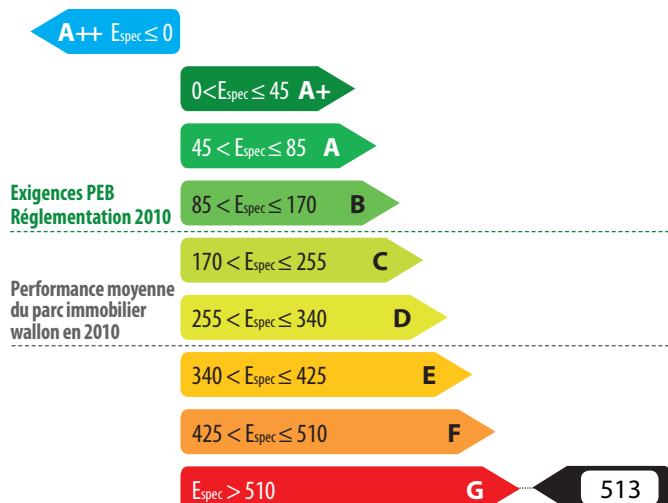 A++ Espec ≤ 0
0<Espec ≤ 45 A+
45 < Espec ≤ 85 A
Exigences PEB
Réglementation 2010
85 < Espec ≤ 170 B
170 < Espec ≤ 255 C
Performance moyenne
du parc immobilier
wallon en 2010
255 < Espec ≤ 340 D
340 < Espec ≤ 425 E
425 < Espec ≤ 510 F
Espec > 510 G 513